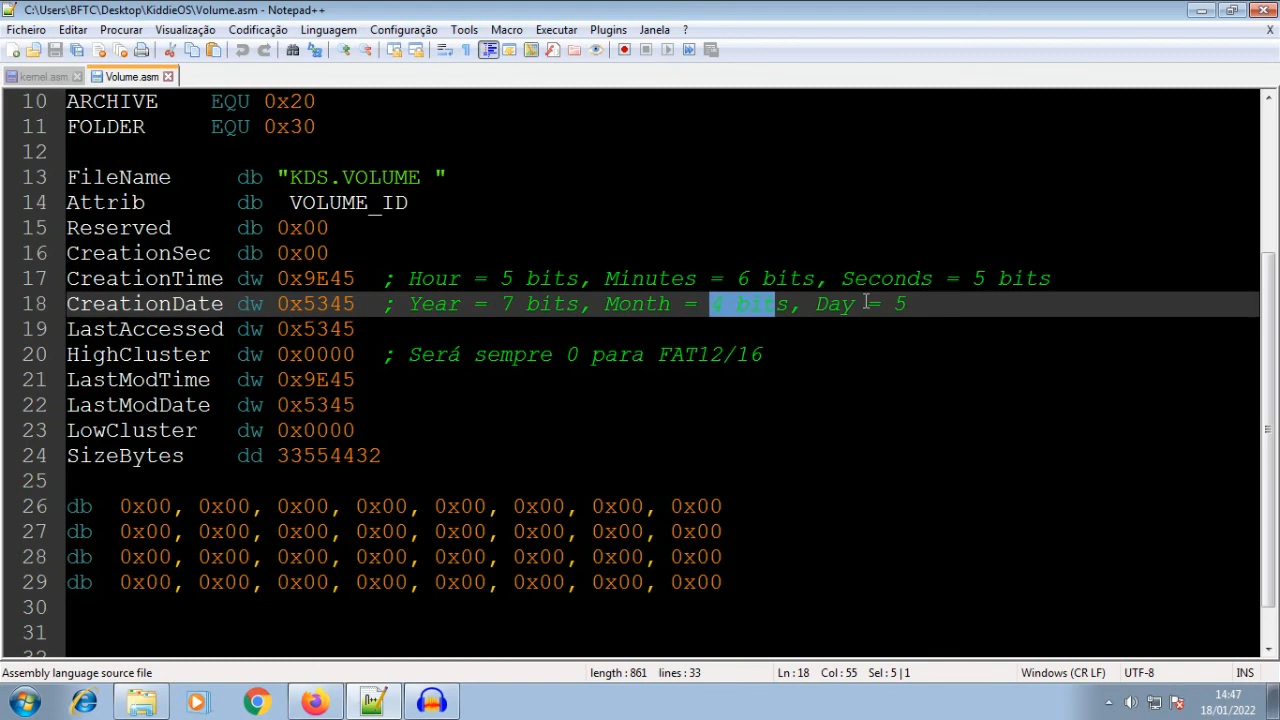 C:\Users\BFTC\Desktop\KiddieOS\Volume.asm - Notepad++
Ficheiro Editar Procurar Visualização Codificação Linguagem Configuração Tools Macro Executar Plugins Janela ? X
kernel.asm Volume.asm
10 ARCHIVE EQU 0x20
11 FOLDER EQU 0x30
12
13 FileName db "KDS.VOLUME "
14 Attrib db VOLUME_ID
15 Reserved db 0x00
16 CreationSec db 0x00
17 CreationTime dw 0x9E45 ; Hour = 5 bits, Minutes = 6 bits, Seconds = 5 bits
18 CreationDate dw 0x5345 ; Year = 7 bits, Month = 4 bits, Day = 5
19 LastAccessed dw 0x5345
20 HighCluster dw 0x0000 ; Será sempre 0 para FAT12/16
21 LastModTime dw 0x9E45
22 LastModDate dw 0x5345
23 LowCluster dw 0x0000
24 SizeBytes dd 33554432
25
26 db 0x00, 0x00, 0x00, 0x00, 0x00, 0x00, 0x00, 0x00
27 db 0x00, 0x00, 0x00, 0x00, 0x00, 0x00, 0x00, 0x00
28 db 0x00, 0x00, 0x00, 0x00, 0x00, 0x00, 0x00, 0x00
29 db 0x00, 0x00, 0x00, 0x00, 0x00, 0x00, 0x00, 0x00
30
31
32
Assembly language source file length : 861 lines : 33 Ln : 18 Col : 55 Sel : 5 | 1 Windows (CR LF) UTF-8 INS
14:47
18/01/2022